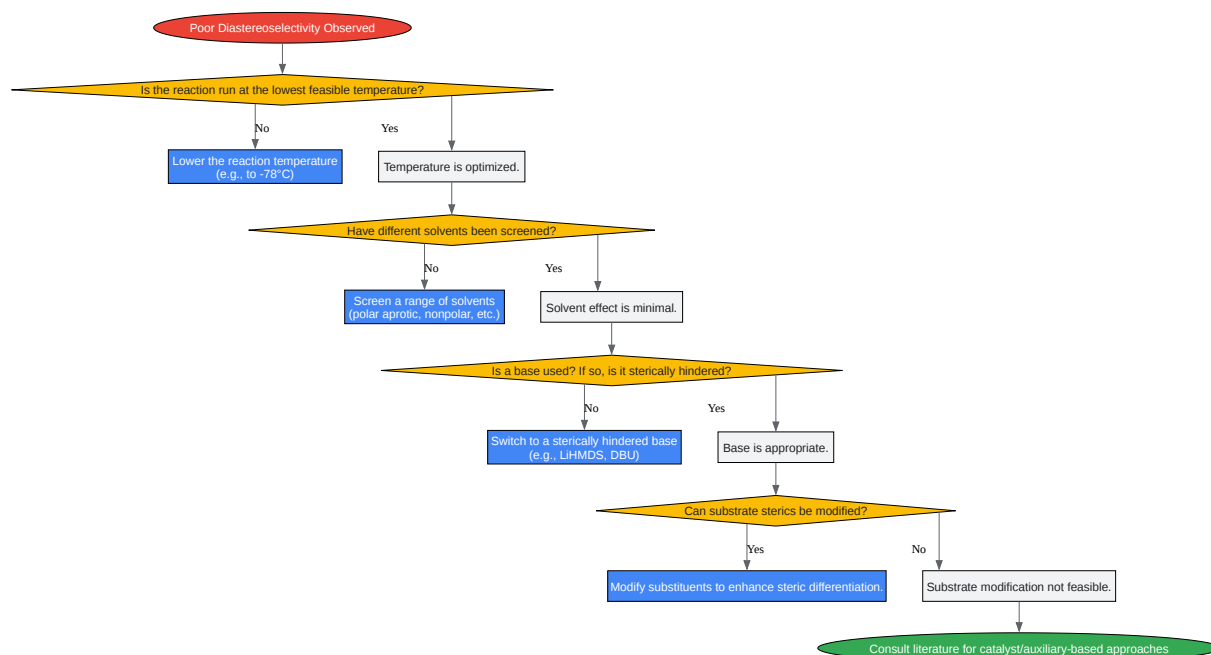 Poor Diastereoselectivity Observed
Is the reaction run at the lowest feasible temperature?
No
Yes
Lower the reaction temperature
(e.g., to -78°C)
Temperature is optimized.
Have different solvents been screened?
No
Yes
Screen a range of solvents
(polar aprotic, nonpolar, etc.)
Solvent effect is minimal.
Is a base used? If so, is it sterically hindered?
No
Yes
Switch to a sterically hindered base
(e.g., LiHMDS, DBU)
Base is appropriate.
Can substrate sterics be modified?
Yes
No
Modify substituents to enhance steric differentiation.
Substrate modification not feasible.
Consult literature for catalyst/auxiliary-based approaches